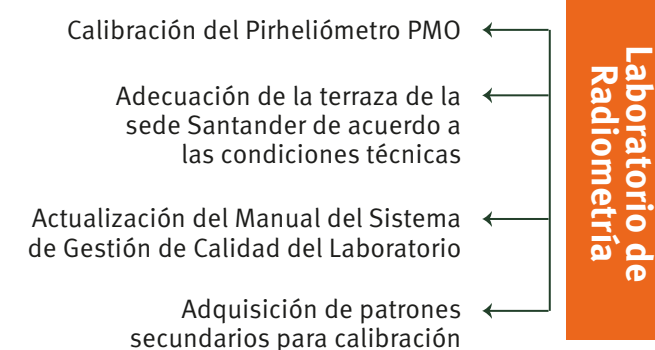 Calibración del Pirheliómetro PMO
Adecuación de la terraza de la
sede Santander de acuerdo a
las condiciones técnicas
Actualización del Manual del Sistema
de Gestión de Calidad del Laboratorio
Adquisición de patrones
secundarios para calibración
Laboratorio de
Radiometría